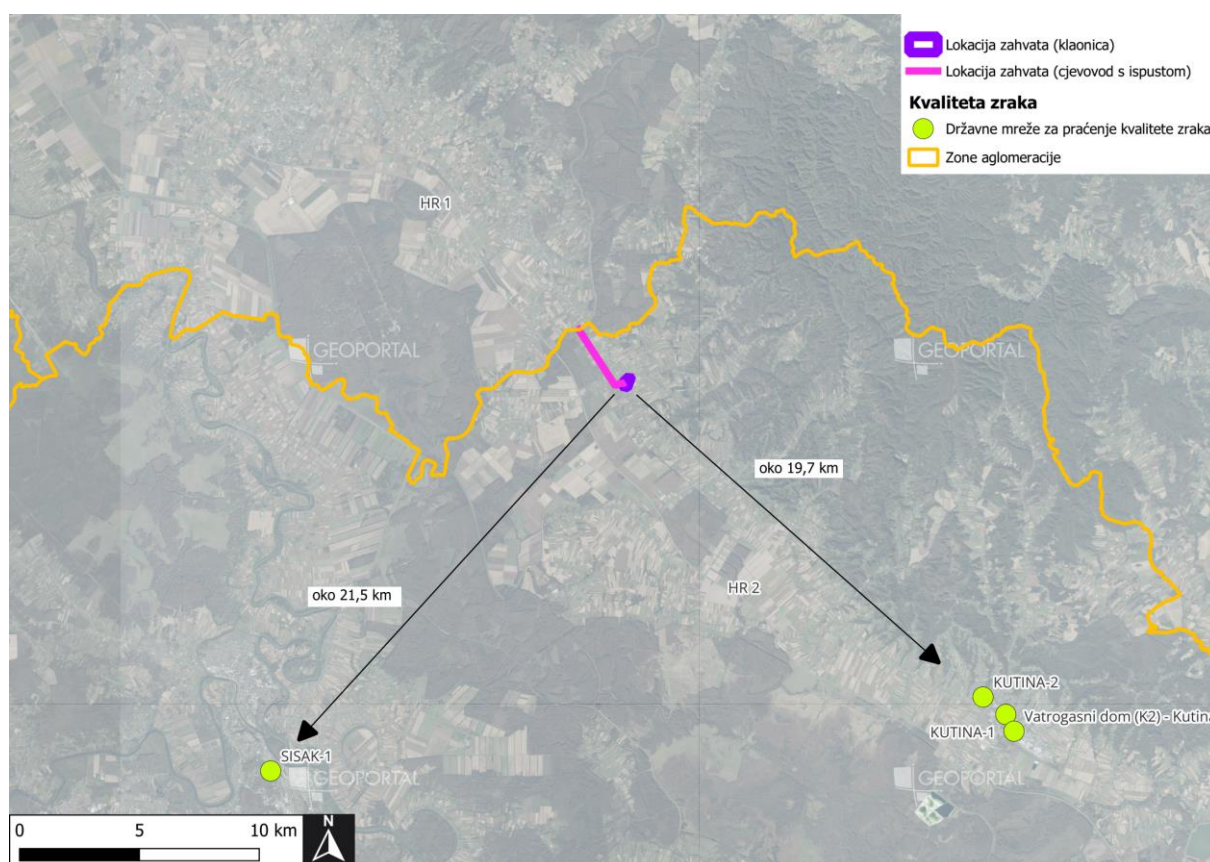 Lokacija zahvata (klaonica)
Lokacija zahvata (cjevovod s ispustom)
Kvaliteta zraka
Državne mreže za praćenje kvalitete zraka
Zone aglomeracije
HR 1
GEOPORTAL
GEOPORTAL
oko 19,7 km
oko 21,5 km
HR 2
KUTINA-2
Vatrogasni dom (K2) - Kutina
KUTINA-1
SISAK-1
GEOPORTAL
GEOPORTAL
0 5 10 km
N